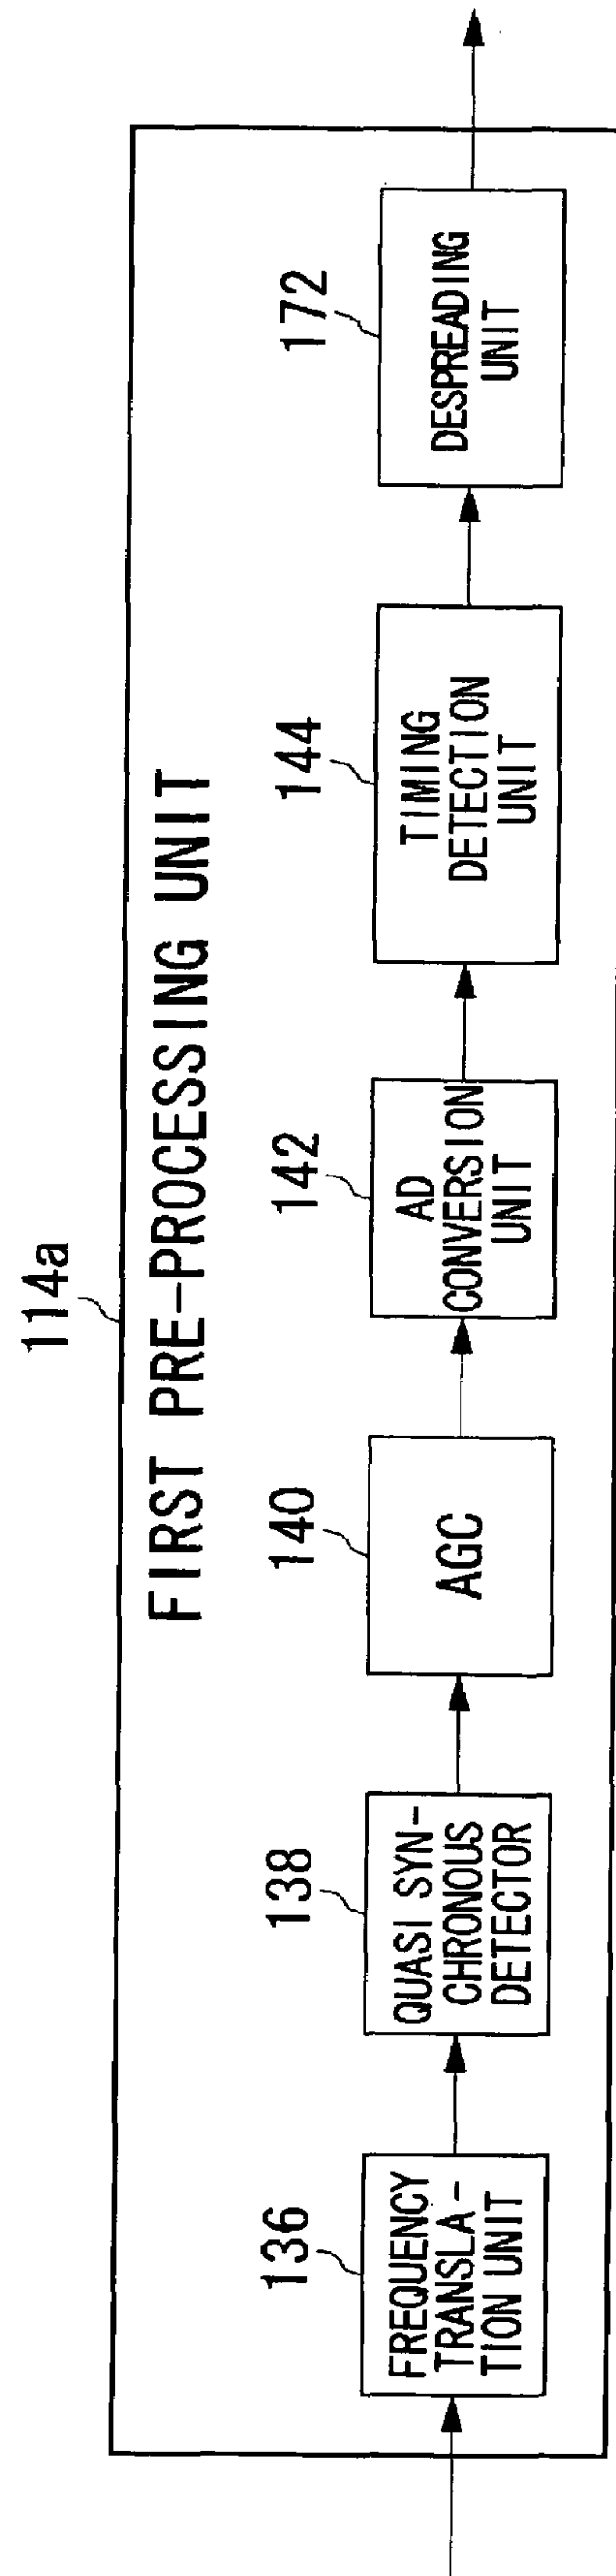 114a
FIRST PRE-PROCESSING UNIT
136
FREQUENCY
TRANSLA-
TION UNIT
138
QUASI SYN-
CHRONOUS
DETECTOR
140
AGC
142
AD
CONVERSION
UNIT
144
TIMING
DETECTION
UNIT
172
DESPREADING
UNIT